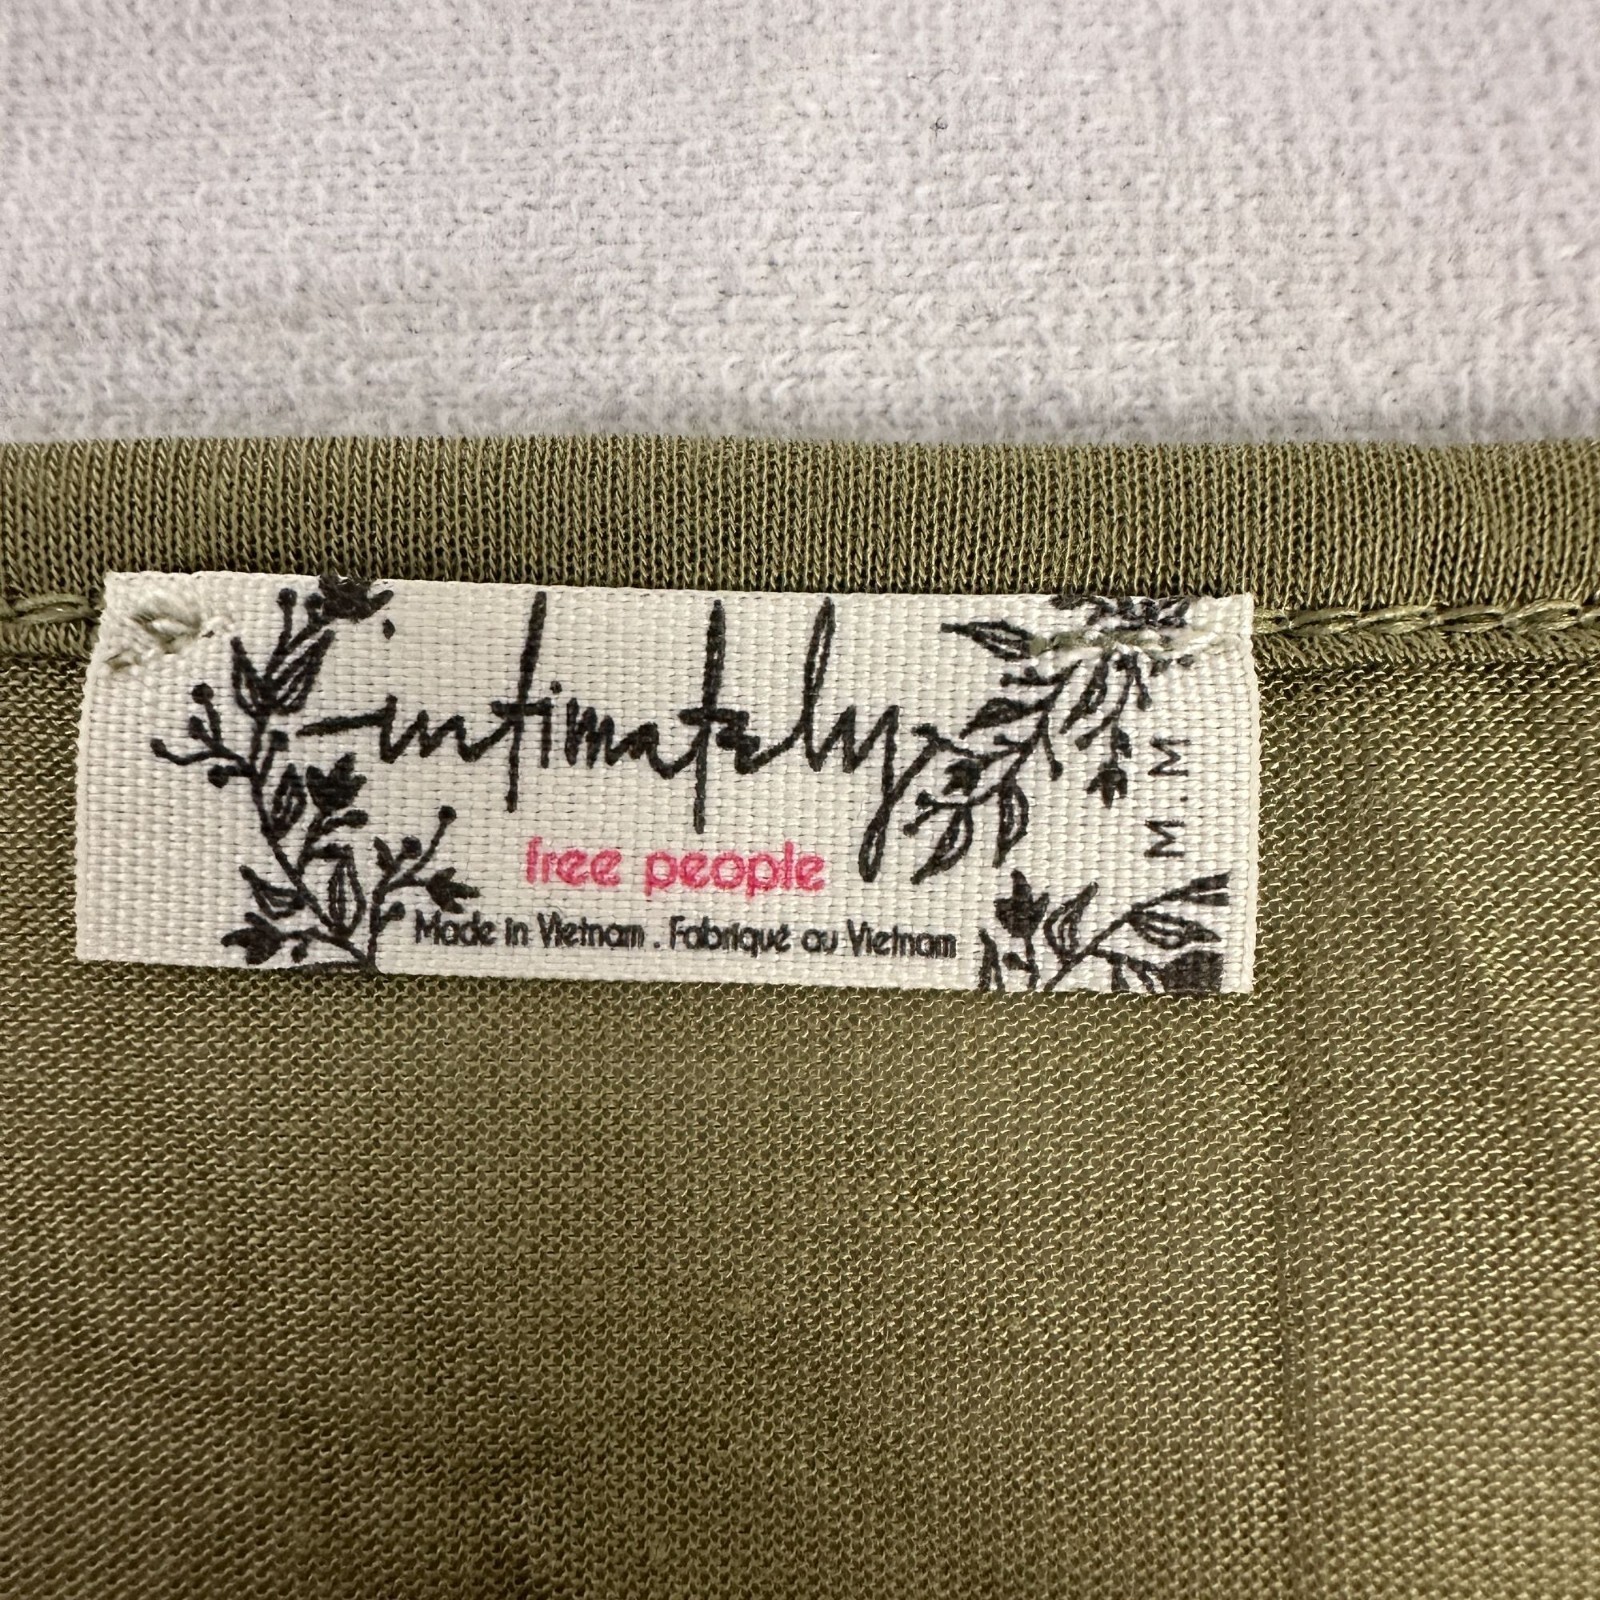 intimately
free people
Made in Vietnam . Fabriqué au Vietnam
M.M